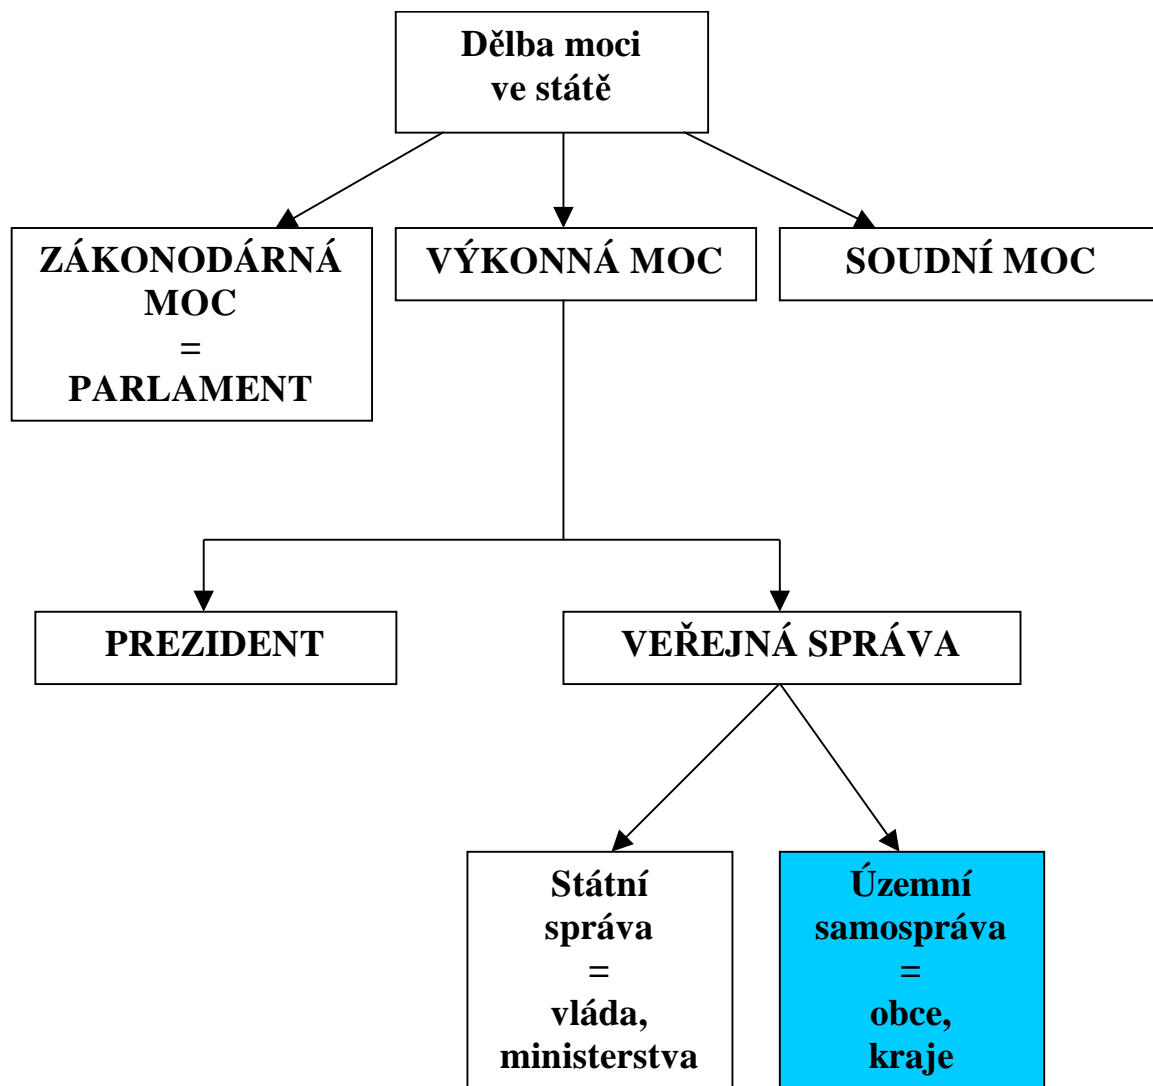 Dělba moci
ve státě
ZÁKONODÁRNÁ
MOC
=
PARLAMENT
VÝKONNÁ MOC
SOUDNÍ MOC
PREZIDENT
VEŘEJNÁ SPRÁVA
Státní
správa
=
vláda,
ministerstva
Územní
samospráva
=
obce,
kraje